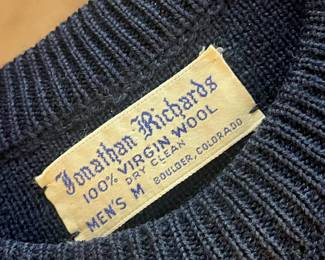 Jonathan Richards
100% VIRGIN WOOL
DRY CLEAN
MEN'S M BOULDER, COLORADO